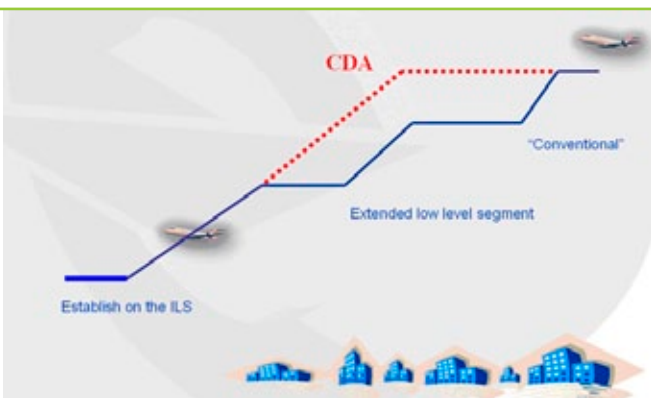 CDA
"Conventional"
Extended low level segment
Establish on the ILS